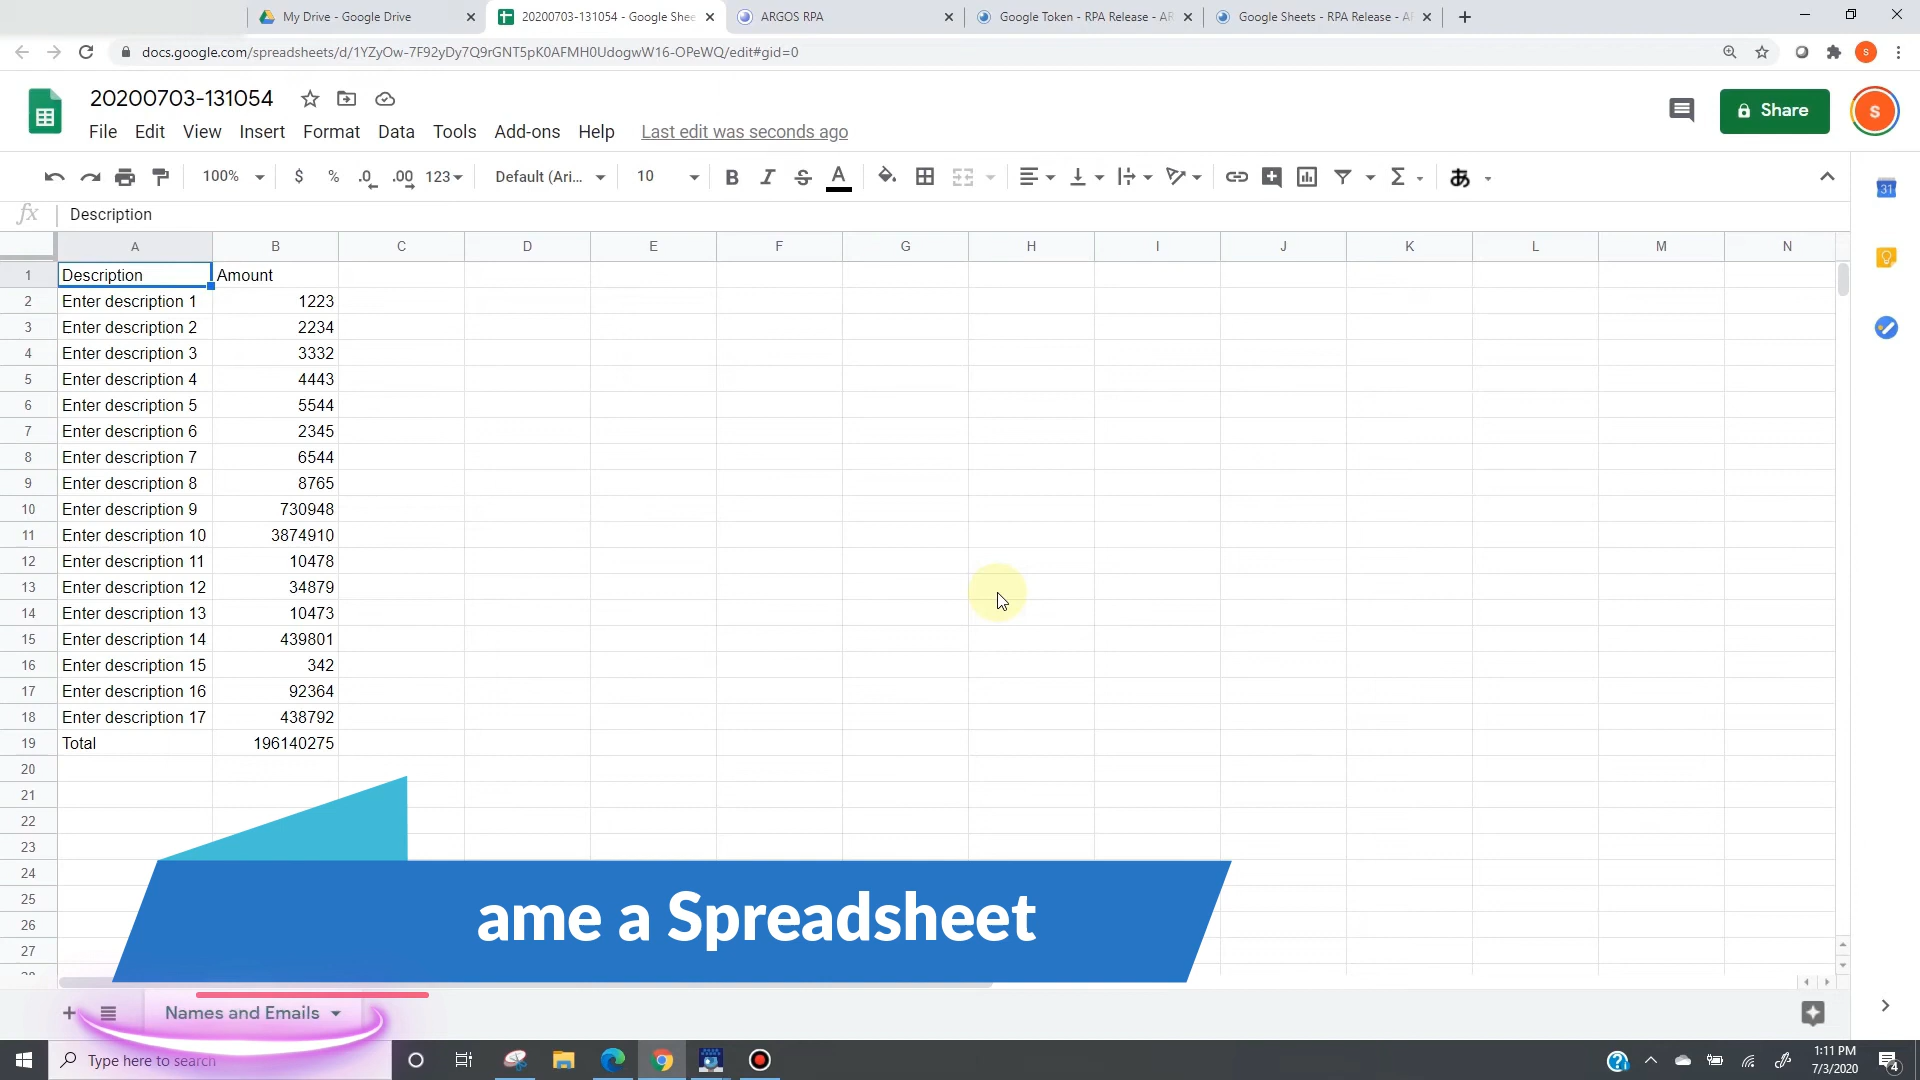 My Drive - Google Drive
20200703-131054 - Google Shee
ARGOS RPA
Google Token - RPA Release - AR
Google Sheets - RPA Release - AR
docs.google.com/spreadsheets/d/1YZyOw-7F92yDy7Q9rGNT5pK0AFMH0UdogwW16-OPeWQ/edit#gid=0
S
20200703-131054
Share
S
File Edit View Insert Format Data Tools Add-ons Help Last edit was seconds ago
100% $ % .0 .00 123 Default (Ari... 10 B I S A Σ あ
31
fx Description
A B C D E F G H I J K L M N
1 Description Amount
2 Enter description 1 1223
3 Enter description 2 2234
4 Enter description 3 3332
5 Enter description 4 4443
6 Enter description 5 5544
7 Enter description 6 2345
8 Enter description 7 6544
9 Enter description 8 8765
10 Enter description 9 730948
11 Enter description 10 3874910
12 Enter description 11 10478
13 Enter description 12 34879
14 Enter description 13 10473
15 Enter description 14 439801
16 Enter description 15 342
17 Enter description 16 92364
18 Enter description 17 438792
19 Total 196140275
20
21
22
23
24
25
26
27
ame a Spreadsheet
Names and Emails
Type here to search
1:11 PM
7/3/2020
4